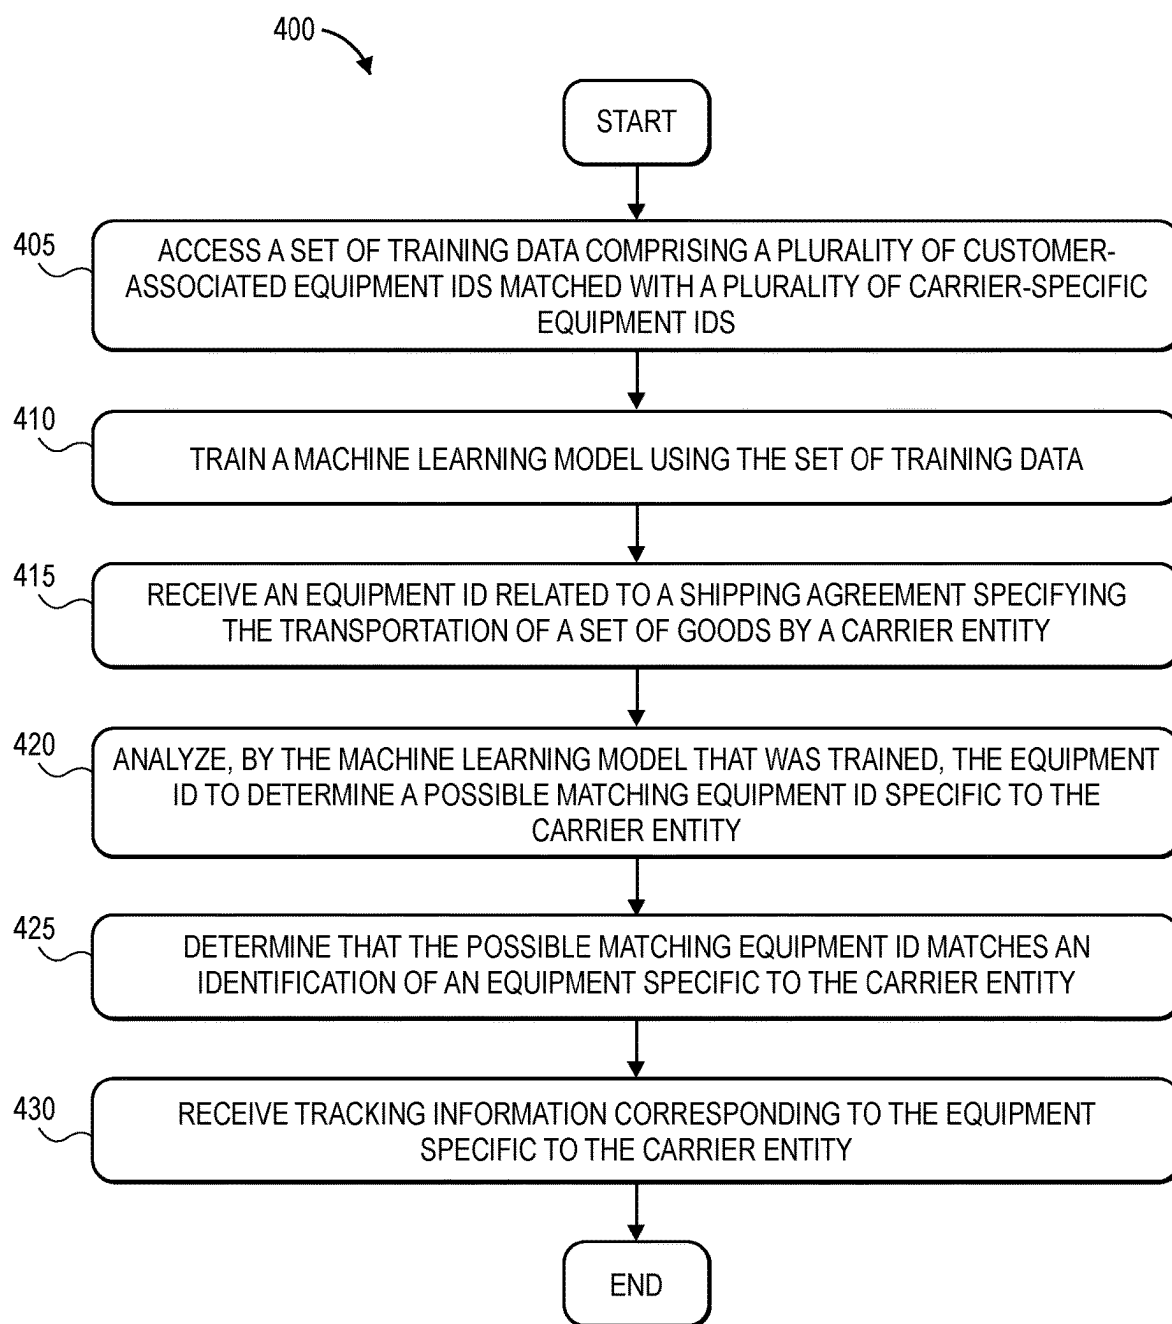 400
START
405
ACCESS A SET OF TRAINING DATA COMPRISING A PLURALITY OF CUSTOMER-
ASSOCIATED EQUIPMENT IDS MATCHED WITH A PLURALITY OF CARRIER-SPECIFIC
EQUIPMENT IDS
410
TRAIN A MACHINE LEARNING MODEL USING THE SET OF TRAINING DATA
415
RECEIVE AN EQUIPMENT ID RELATED TO A SHIPPING AGREEMENT SPECIFYING
THE TRANSPORTATION OF A SET OF GOODS BY A CARRIER ENTITY
420
ANALYZE, BY THE MACHINE LEARNING MODEL THAT WAS TRAINED, THE EQUIPMENT
ID TO DETERMINE A POSSIBLE MATCHING EQUIPMENT ID SPECIFIC TO THE
CARRIER ENTITY
425
DETERMINE THAT THE POSSIBLE MATCHING EQUIPMENT ID MATCHES AN
IDENTIFICATION OF AN EQUIPMENT SPECIFIC TO THE CARRIER ENTITY
430
RECEIVE TRACKING INFORMATION CORRESPONDING TO THE EQUIPMENT
SPECIFIC TO THE CARRIER ENTITY
END